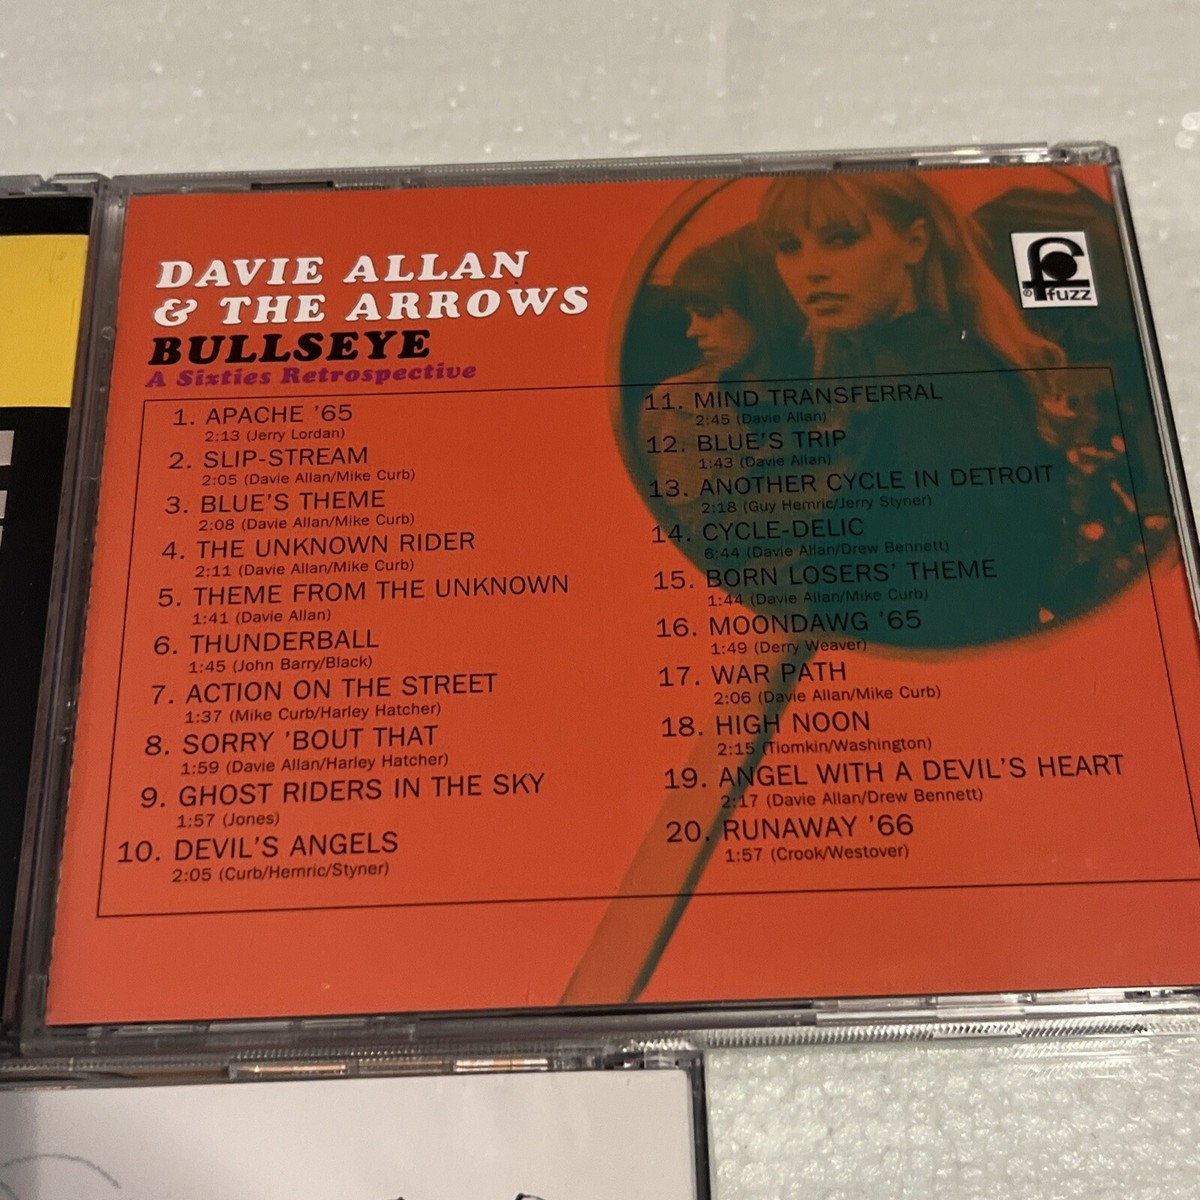 DAVIE ALLAN
& THE ARROWS
BULLSEYE
A Sixties Retrospective
f
® fuzz
1. APACHE '65
2:13 (Jerry Lordan)
2. SLIP-STREAM
2:05 (Davie Allan/Mike Curb)
3. BLUE'S THEME
2:08 (Davie Allan/Mike Curb)
4. THE UNKNOWN RIDER
2:11 (Davie Allan/Mike Curb)
5. THEME FROM THE UNKNOWN
1:41 (Davie Allan)
6. THUNDERBALL
1:45 (John Barry/Black)
7. ACTION ON THE STREET
1:37 (Mike Curb/Harley Hatcher)
8. SORRY 'BOUT THAT
1:59 (Davie Allan/Harley Hatcher)
9. GHOST RIDERS IN THE SKY
1:57 (Jones)
10. DEVIL'S ANGELS
2:05 (Curb/Hemric/Styner)
11. MIND TRANSFERRAL
2:45 (Davie Allan)
12. BLUE'S TRIP
1:43 (Davie Allan)
13. ANOTHER CYCLE IN DETROIT
2:18 (Guy Hemric/Jerry Styner)
14. CYCLE-DELIC
6:44 (Davie Allan/Drew Bennett)
15. BORN LOSERS' THEME
1:44 (Davie Allan/Mike Curb)
16. MOONDAWG '65
1:49 (Derry Weaver)
17. WAR PATH
2:06 (Davie Allan/Mike Curb)
18. HIGH NOON
2:15 (Tiomkin/Washington)
19. ANGEL WITH A DEVIL'S HEART
2:17 (Davie Allan/Drew Bennett)
20. RUNAWAY '66
1:57 (Crook/Westover)